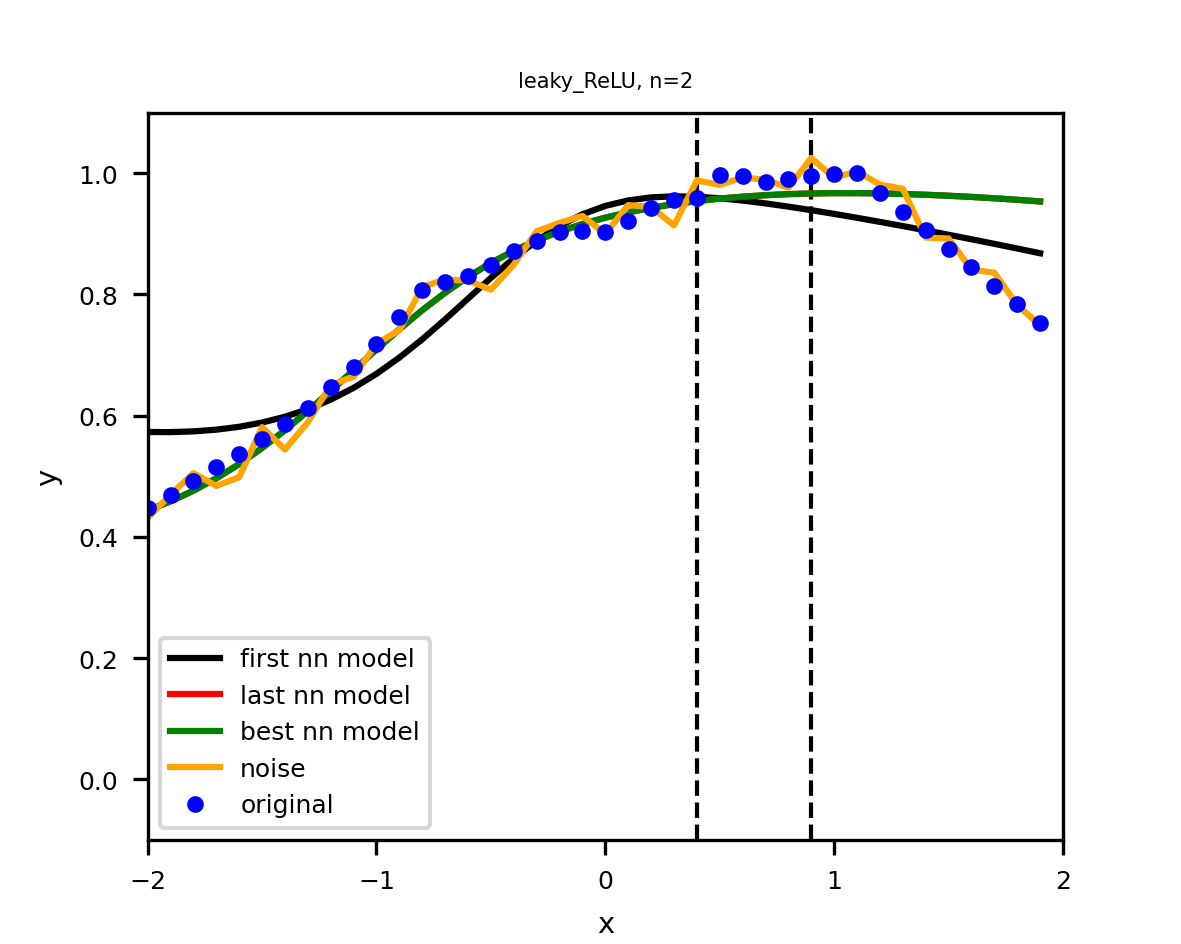 leaky_ReLU, n=2
1.0
0.8
0.6
0.4
0.2
0.0
y
first nn model
last nn model
best nn model
noise
original
−2
−1
0
1
2
x